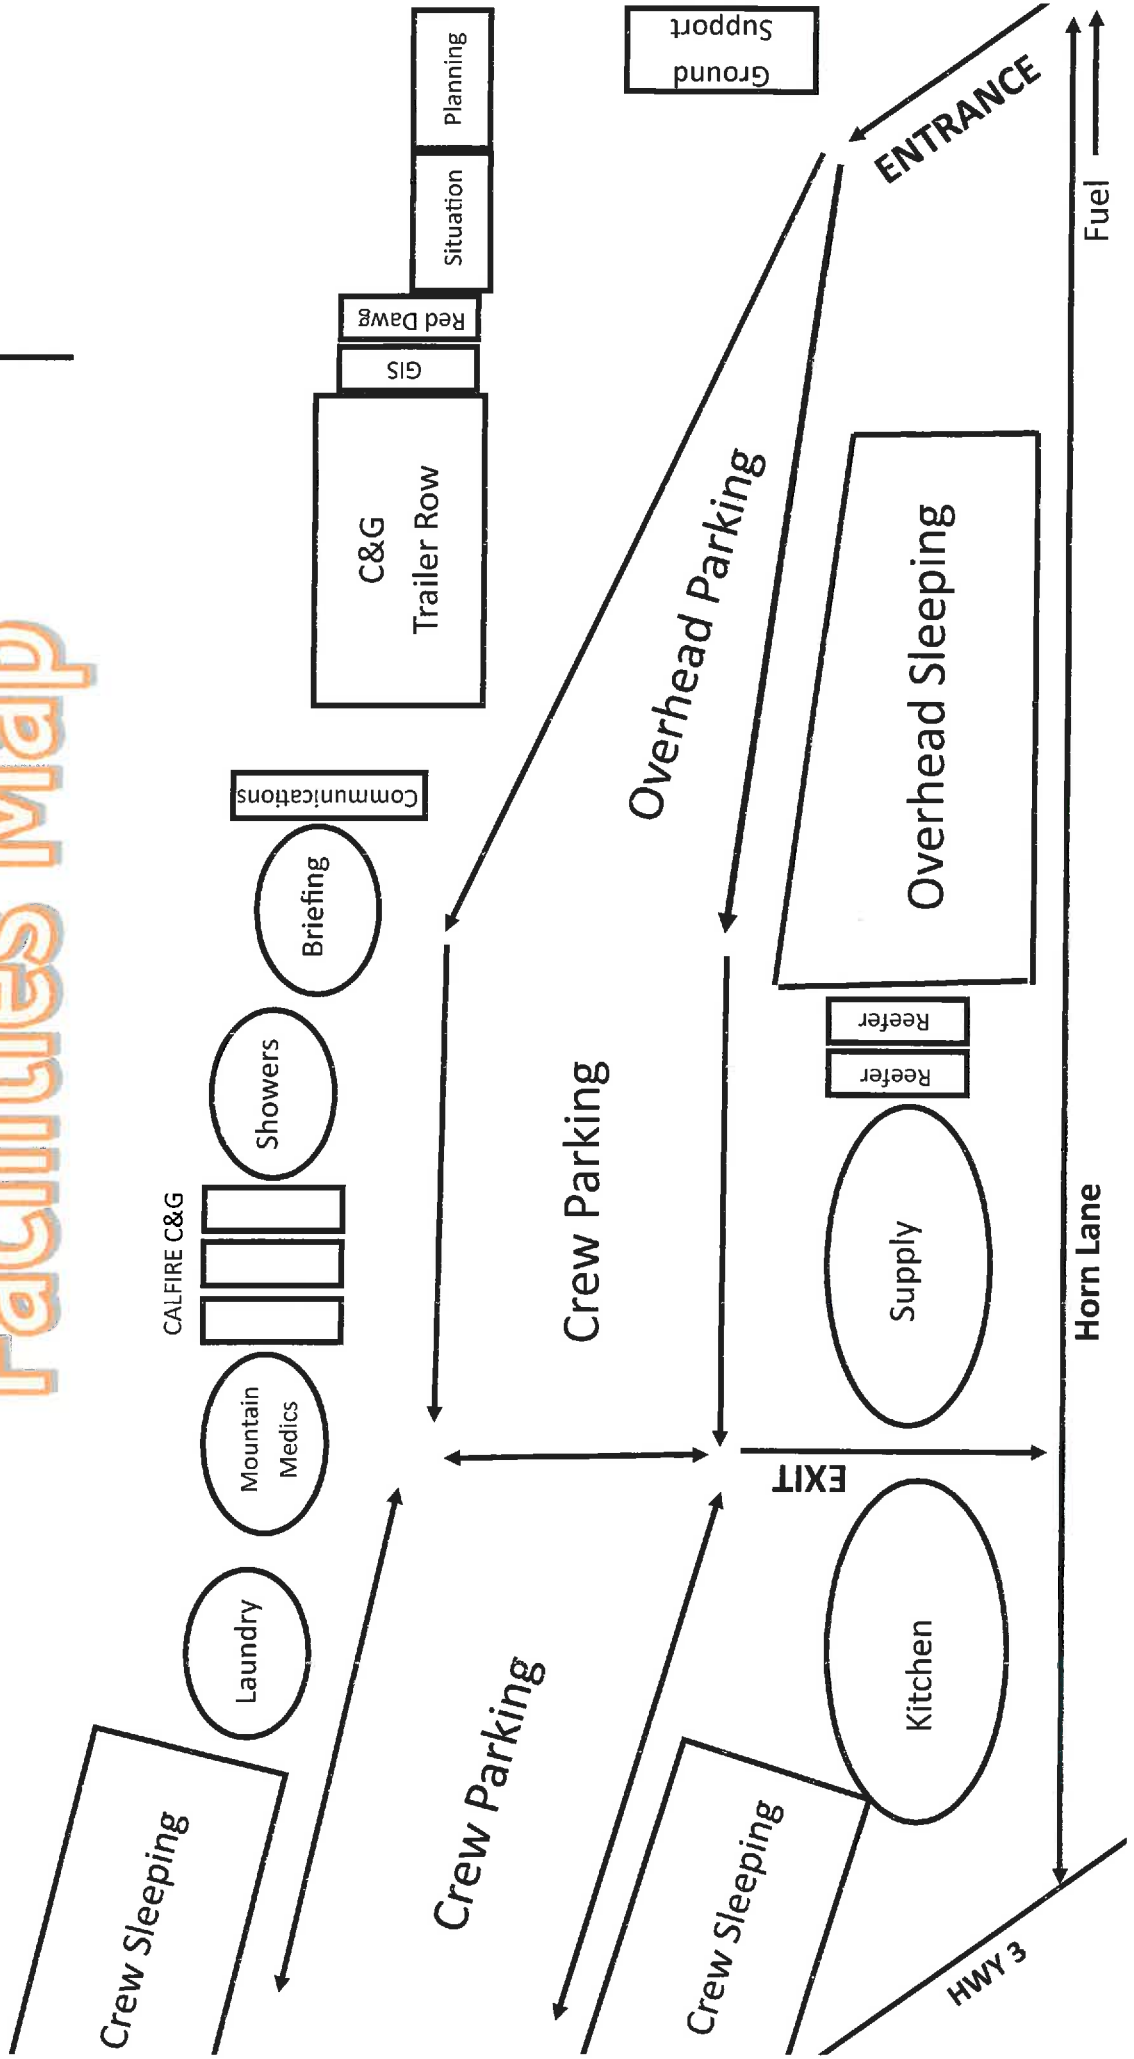 Facilities Map
Crew Sleeping
Laundry
Mountain
Medics
CALFIRE C&G
Showers
Briefing
Communications
C&G
Trailer Row
GIS
Red Dawg
Situation
Planning
Ground
Support
Crew Parking
Crew Parking
Overhead Parking
ENTRANCE
Crew Sleeping
Kitchen
EXIT
Supply
Reefer
Reefer
Overhead Sleeping
HWY 3
Horn Lane
Fuel